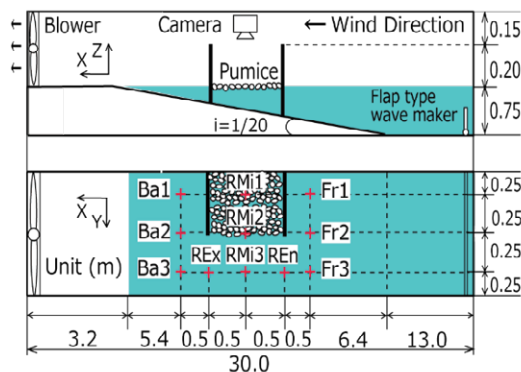 Blower
Camera
← Wind Direction
0.15
X Z
Pumice
0.20
Flap type
wave maker
0.75
i=1/20
X
Y
Ba1
RMi1
Fr1
0.25
Ba2
RMi2
Fr2
0.25
REx
RMi3
REn
0.25
Unit (m)
Ba3
Fr3
0.25
3.2
5.4
0.5
0.5
0.5
0.5
6.4
13.0
30.0